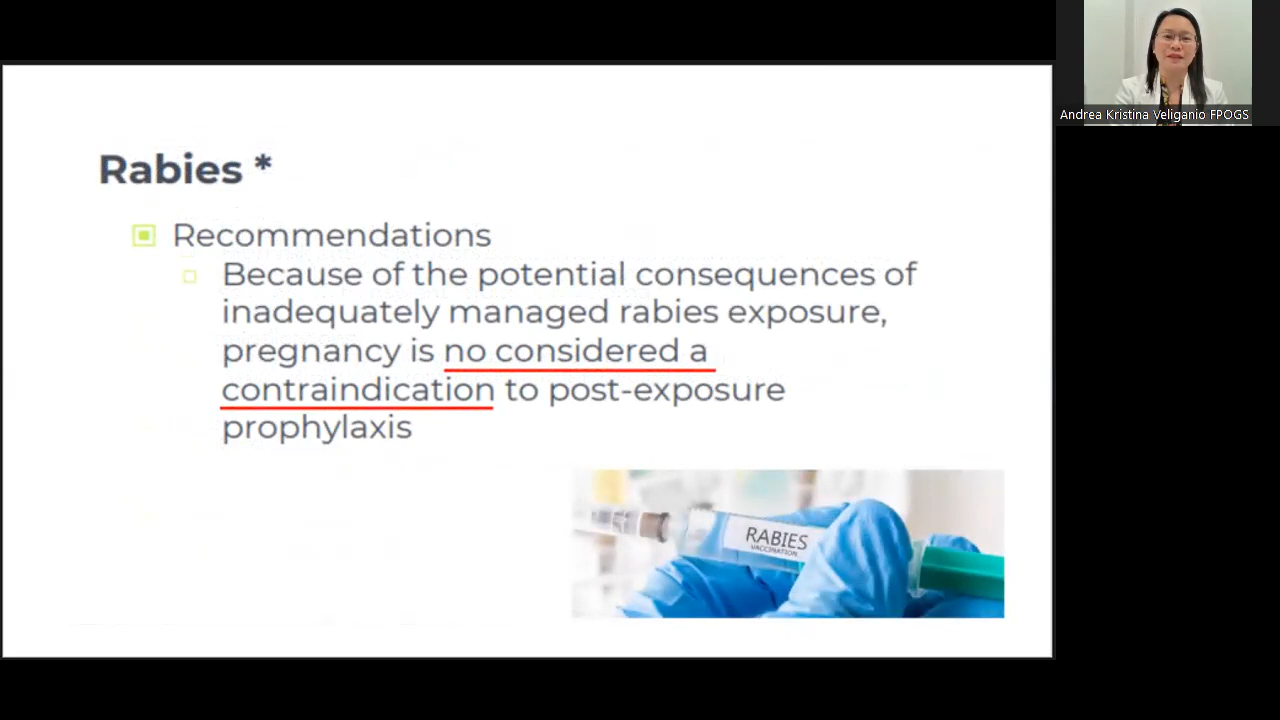 Andrea Kristina Veliganio FPOGS
Rabies *
Recommendations
Because of the potential consequences of
inadequately managed rabies exposure,
pregnancy is no considered a
contraindication to post-exposure
prophylaxis
RABIES
VACCINATION